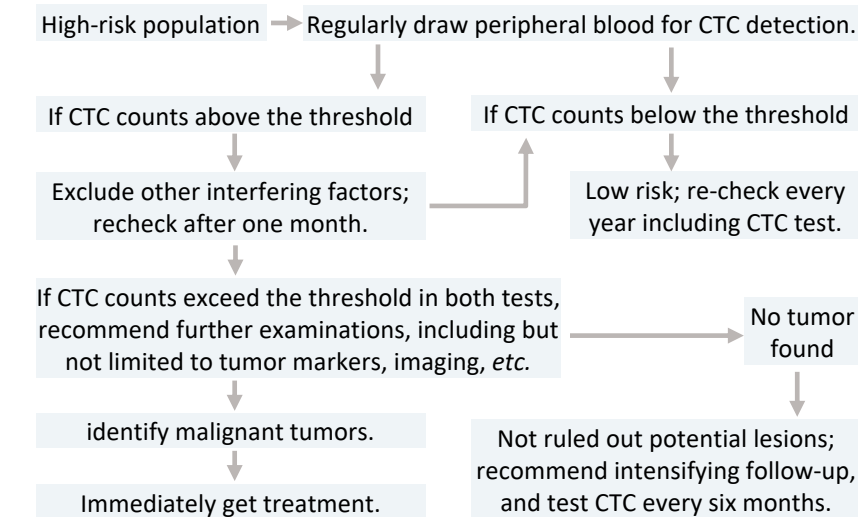 High-risk population
Regularly draw peripheral blood for CTC detection.
If CTC counts above the threshold
If CTC counts below the threshold
Exclude other interfering factors;
recheck after one month.
Low risk; re-check every
year including CTC test.
If CTC counts exceed the threshold in both tests,
recommend further examinations, including but
not limited to tumor markers, imaging, etc.
No tumor
found
identify malignant tumors.
Not ruled out potential lesions;
recommend intensifying follow-up,
and test CTC every six months.
Immediately get treatment.